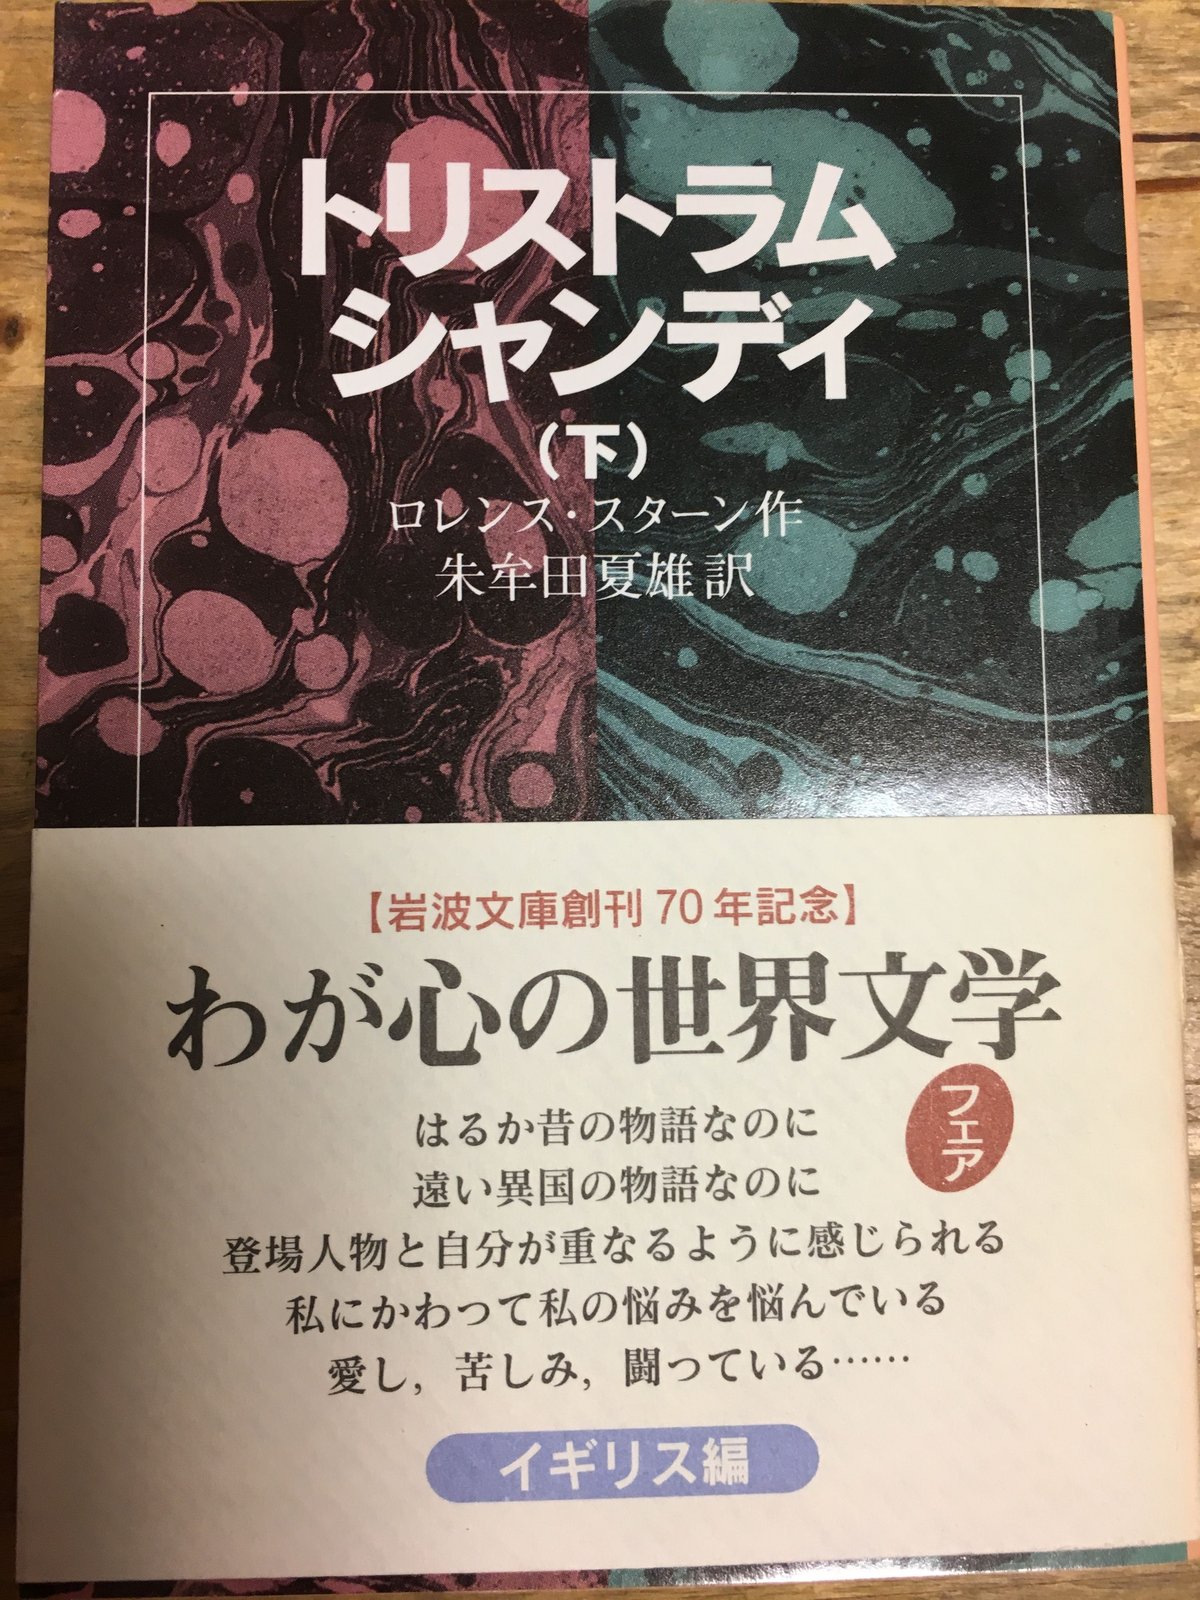 トリストラム
シャンディ
(下)
ロレンス・スターン作
朱牟田夏雄訳
【岩波文庫創刊70年記念】
わが心の世界文学
フェア
はるか昔の物語なのに
遠い異国の物語なのに
登場人物と自分が重なるように感じられる
私にかわつて私の悩みを悩んでいる
愛し，苦しみ，闘っている……
イギリス編